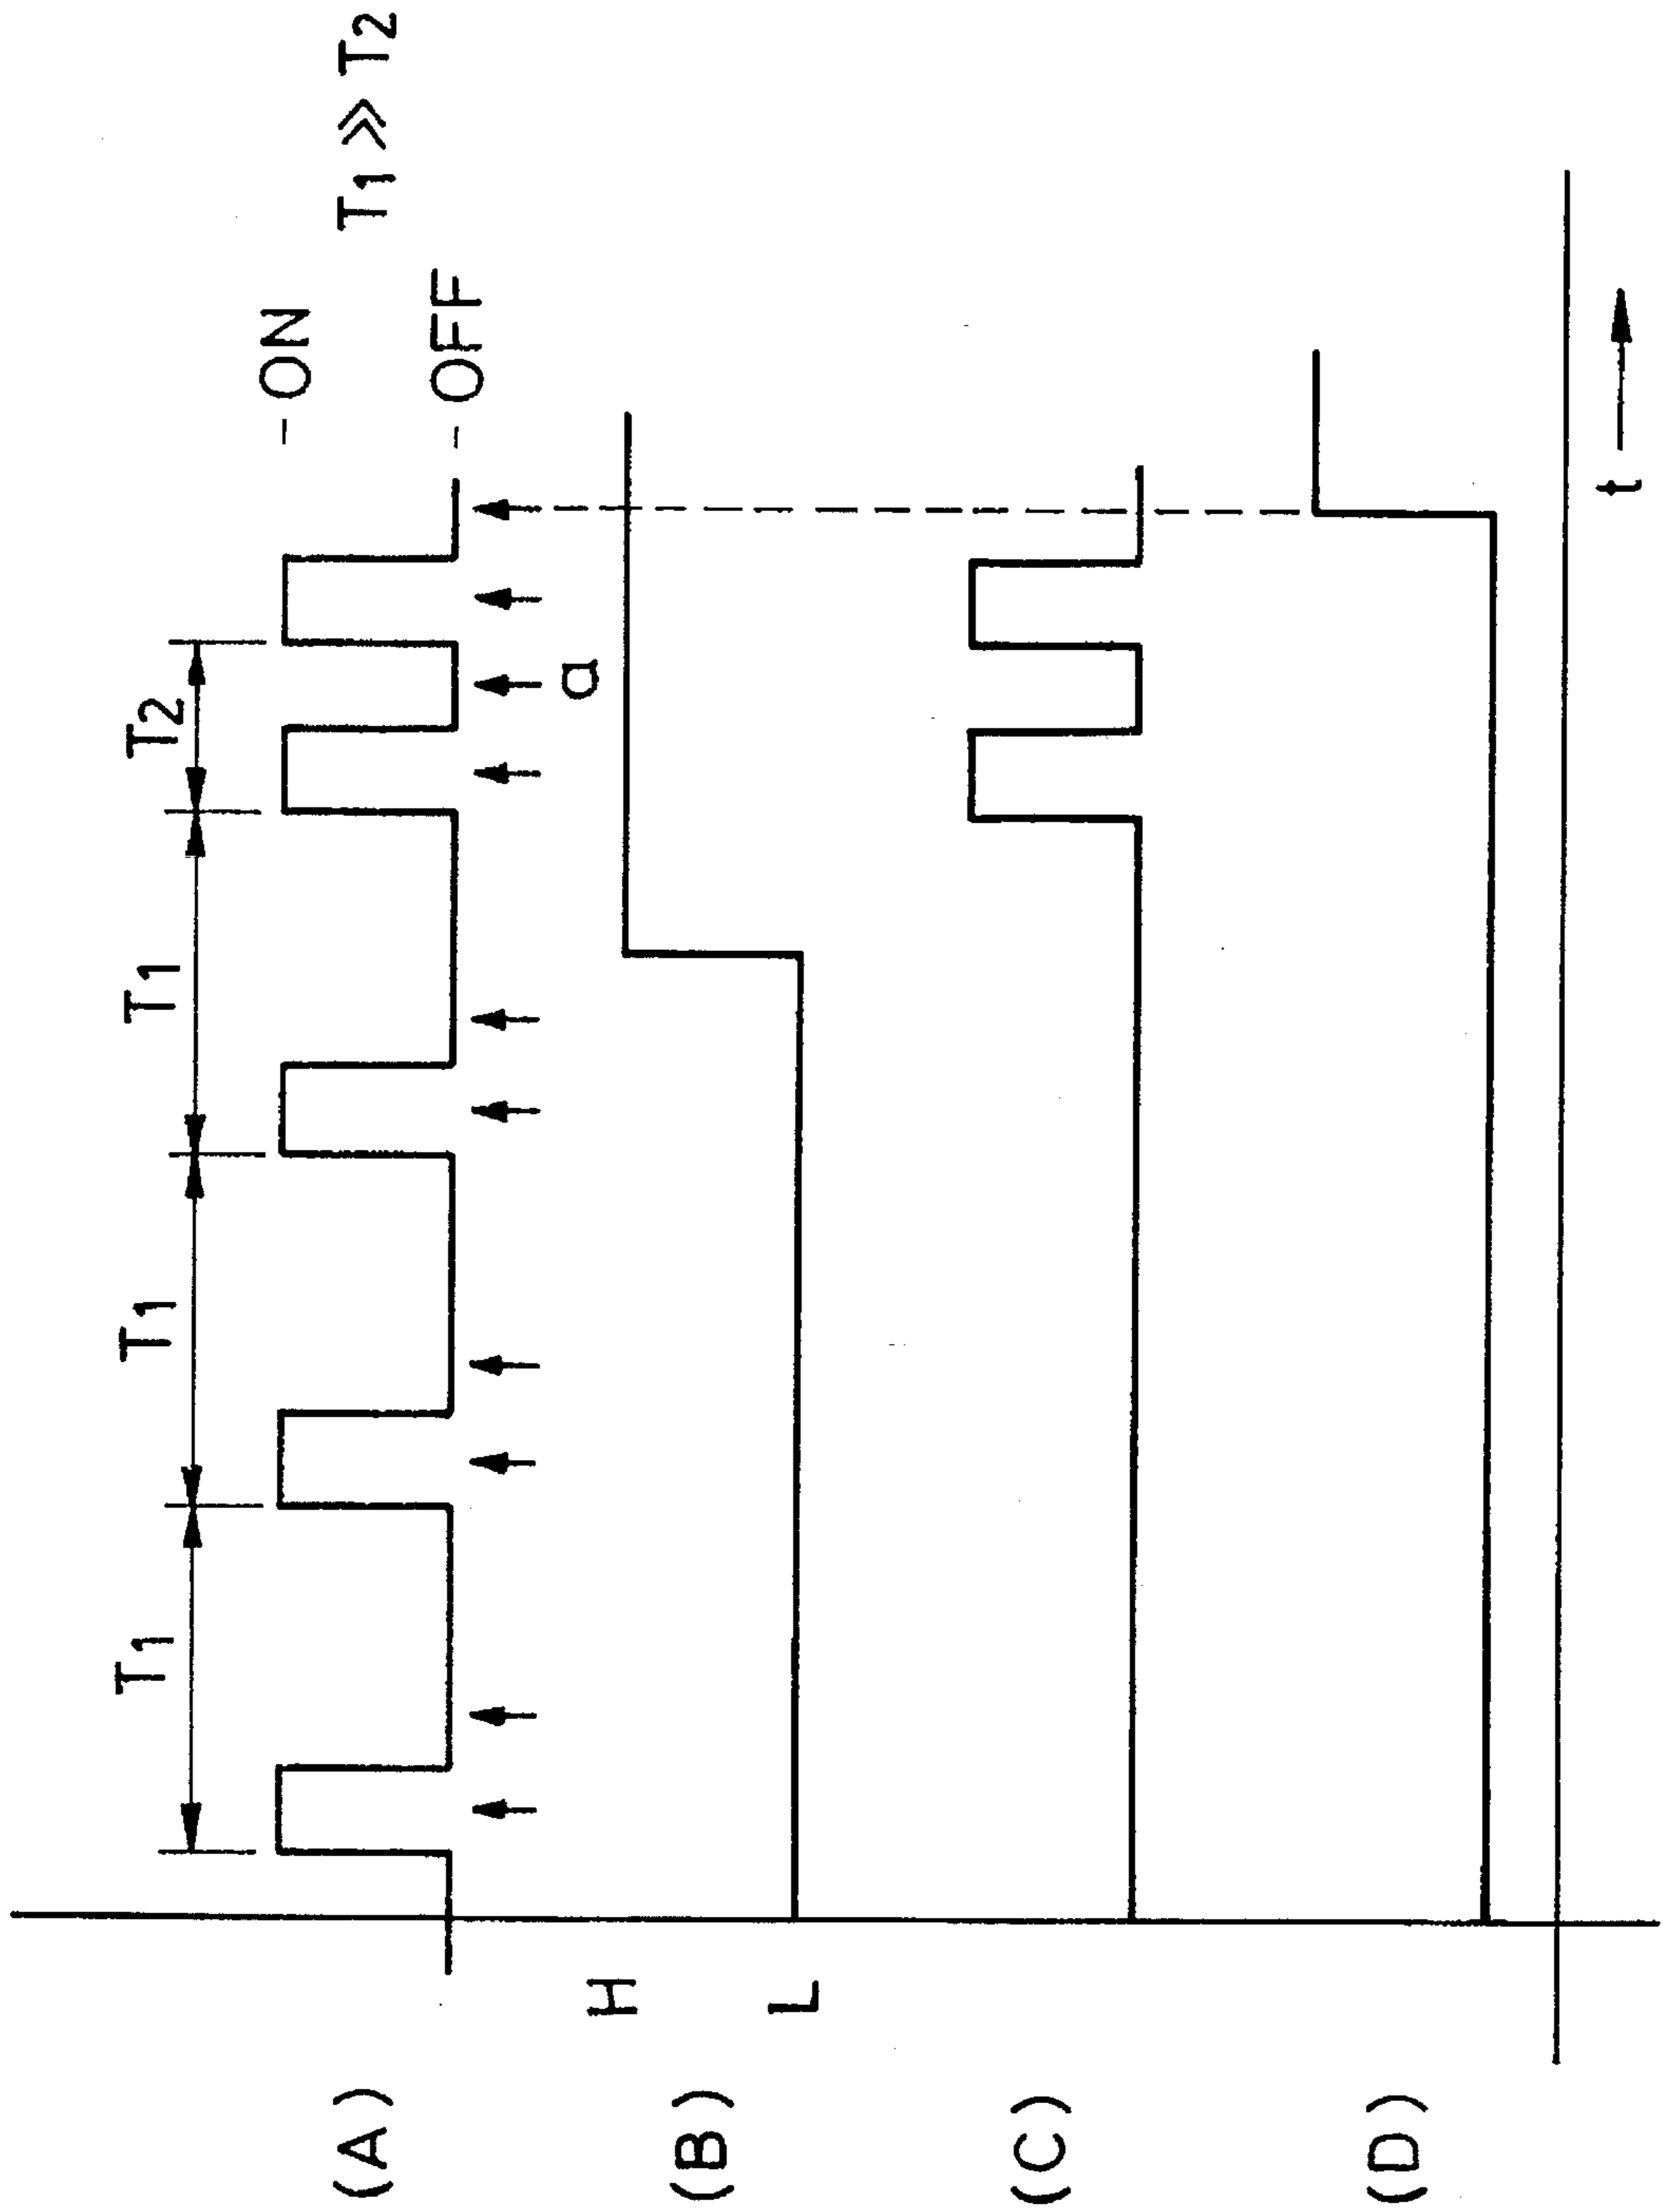 T1 T1 T1 T2
(A)
- ON
- OFF
T1 ≫ T2
a
(B)
H
L
(C)
(D)
t